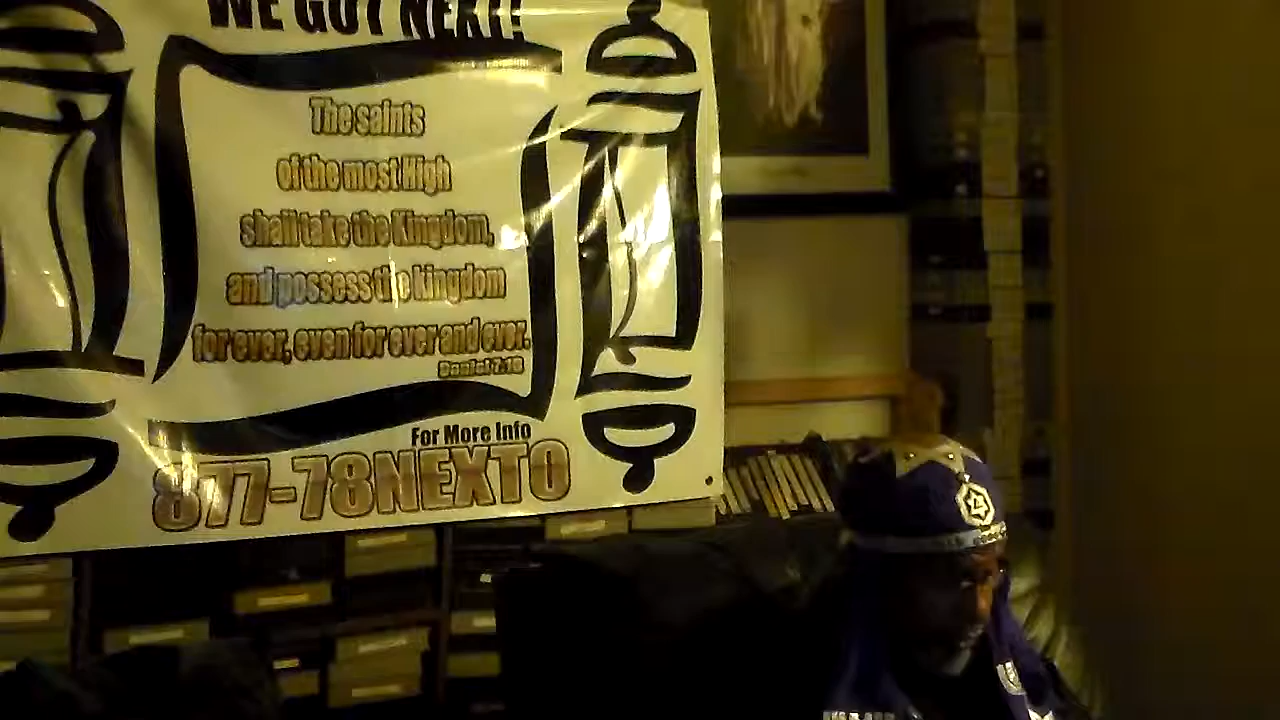 WE GOT NEXT!
The saints
of the most High
shall take the Kingdom,
and possess the kingdom
for ever, even for ever and ever.
Daniel 7:18
For More Info
877-78NEXTO